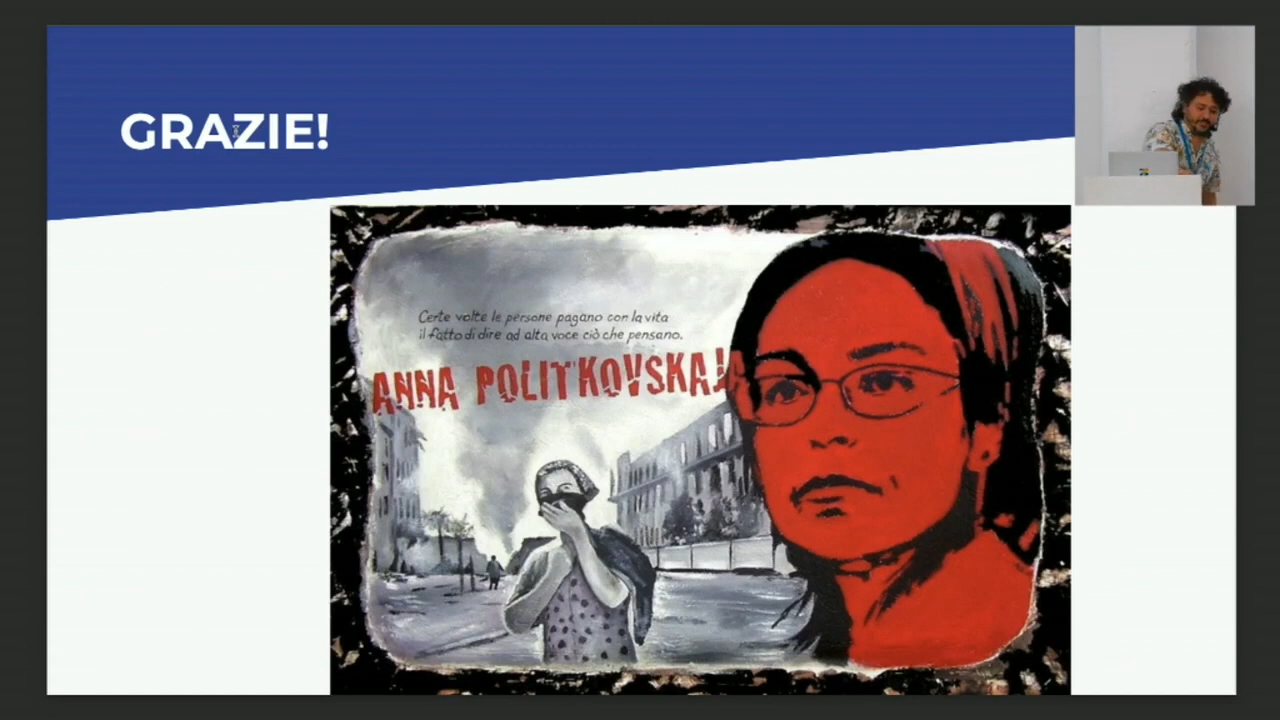 GRAZIE!
Certe volte le persone pagano con la vita
il fatto di dire ad alta voce ciò che pensano.
ANNA POLITKOVSKAJ